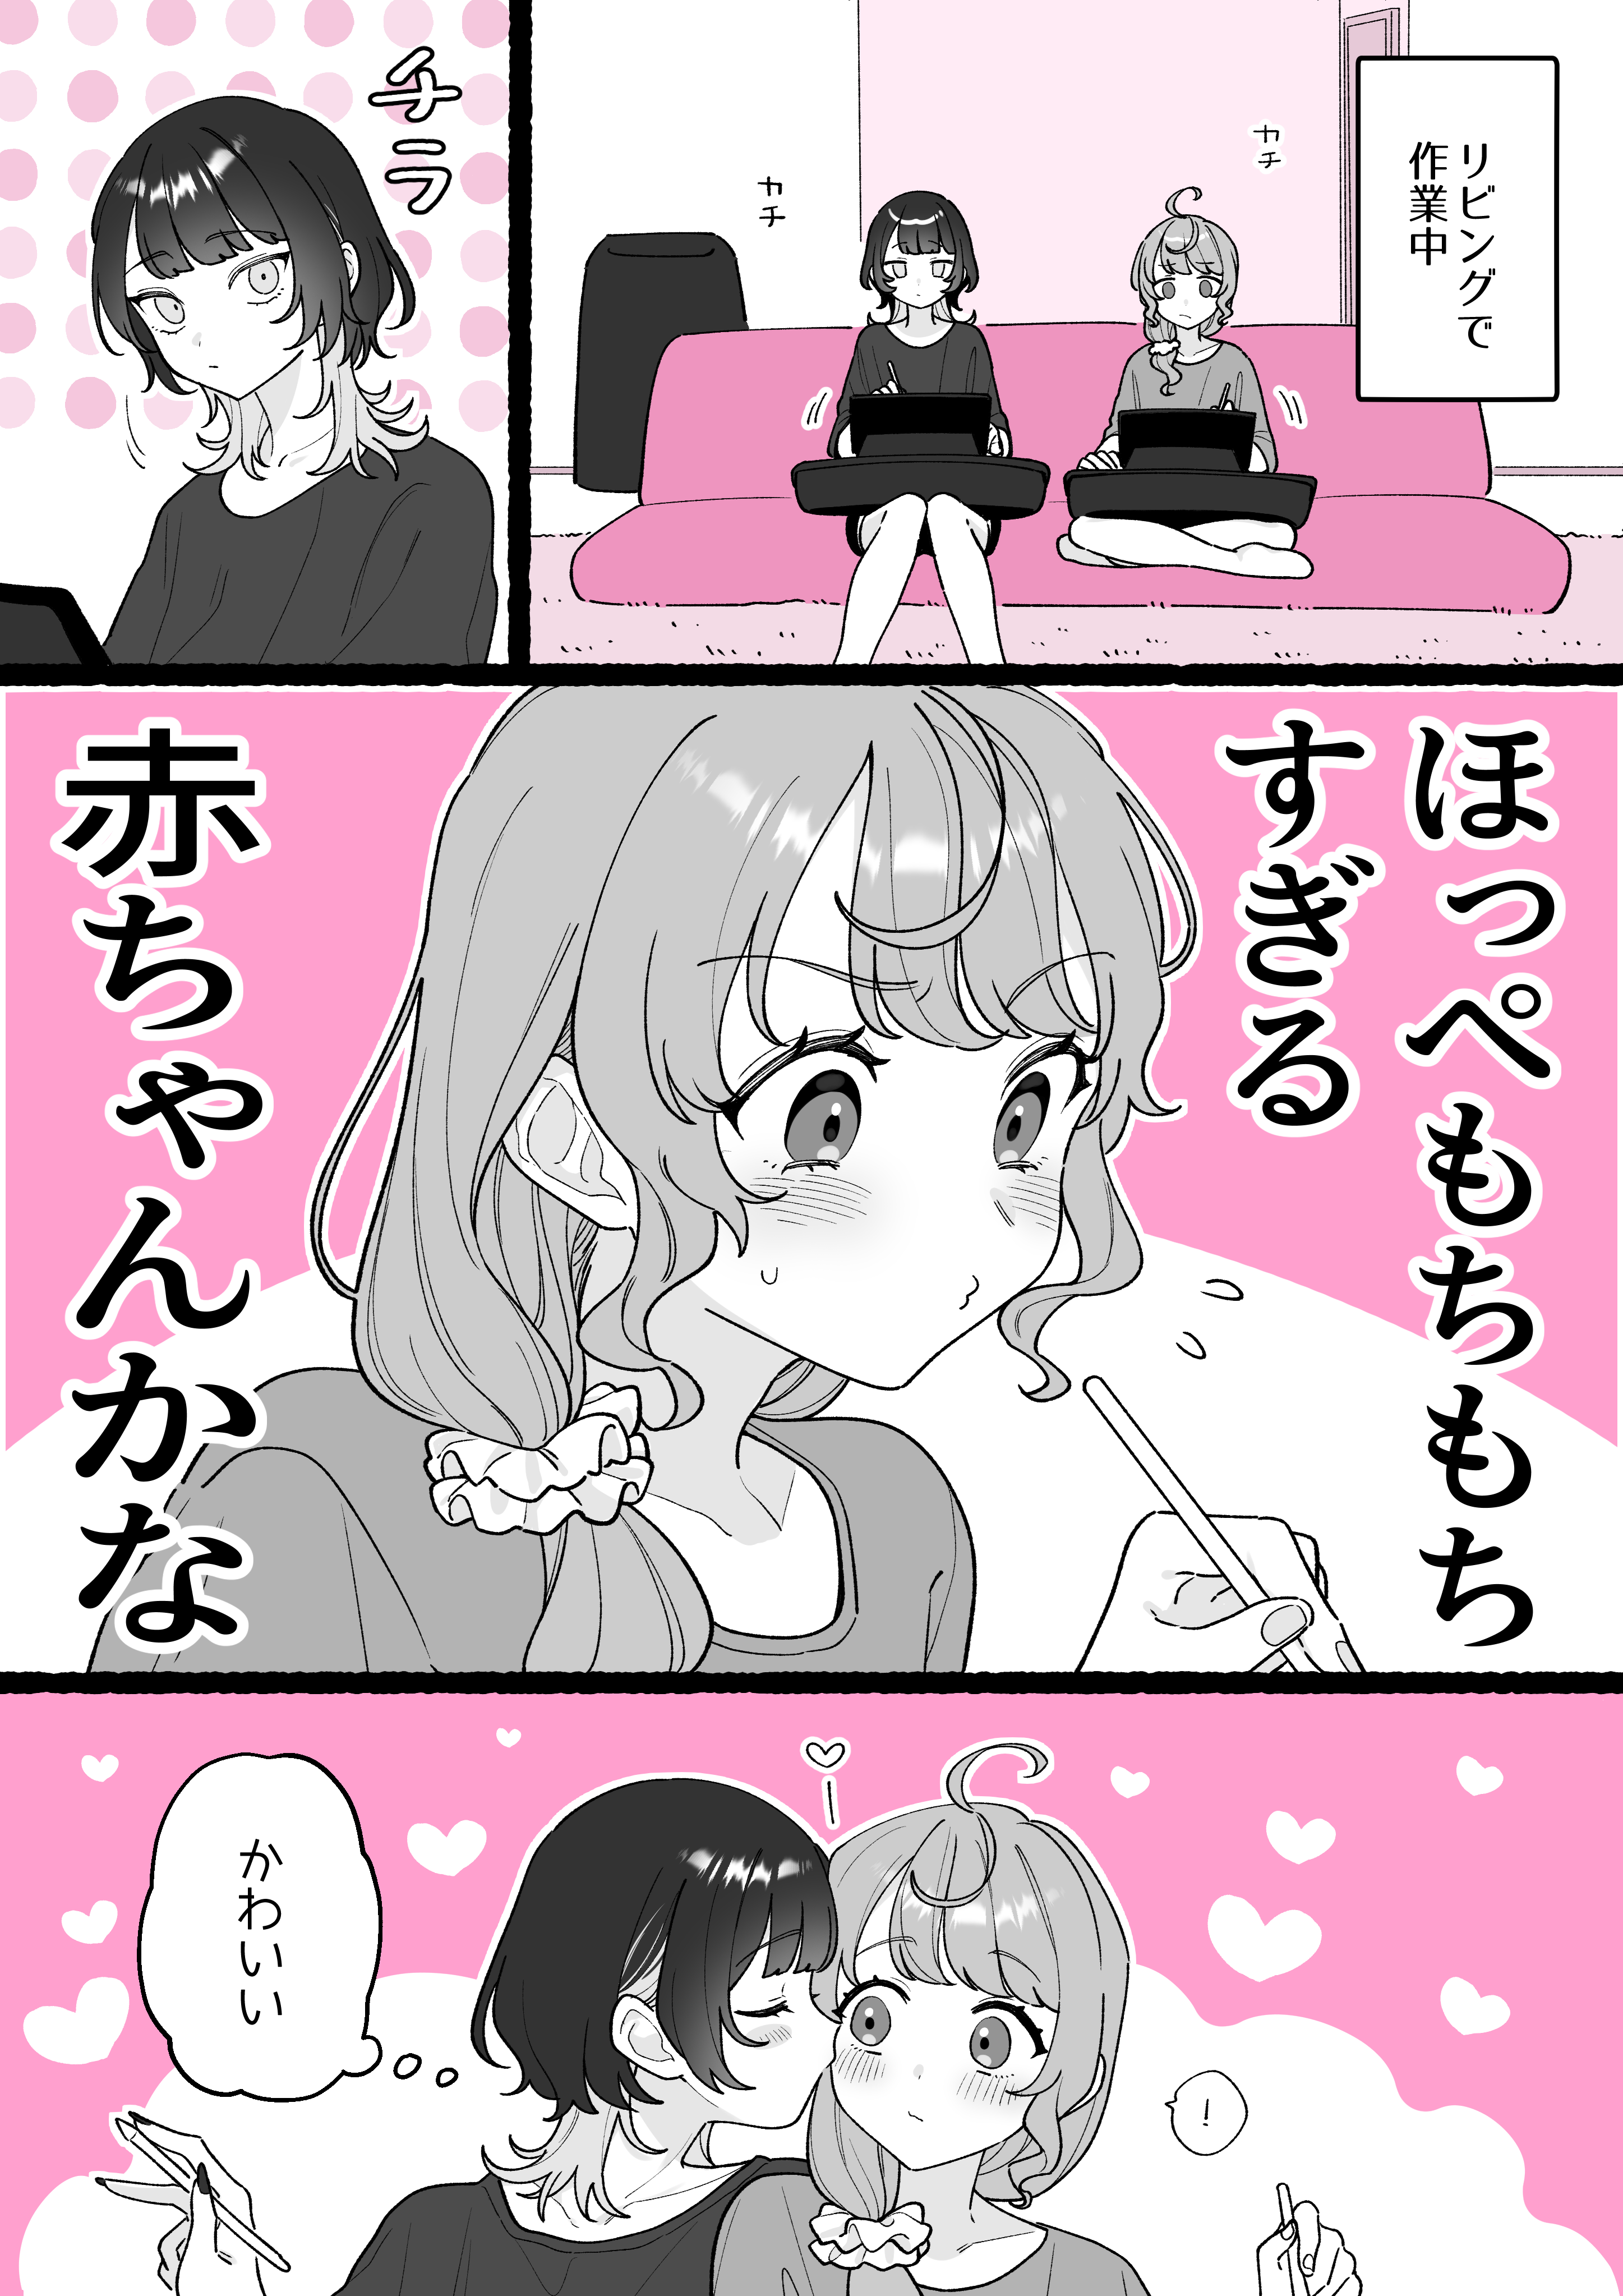 リビングで
作業中
カチ
カチ
チラ
ほっぺもちもち
すぎる
赤ちゃんかな
かわいい
！